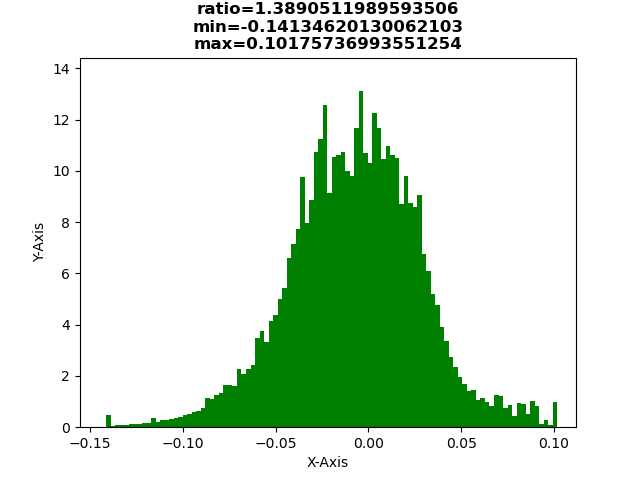 ratio=1.3890511989593506
min=-0.14134620130062103
max=0.10175736993551254
14
12
10
8
6
4
2
0
Y-Axis
−0.15 −0.10 −0.05 0.00 0.05 0.10
X-Axis